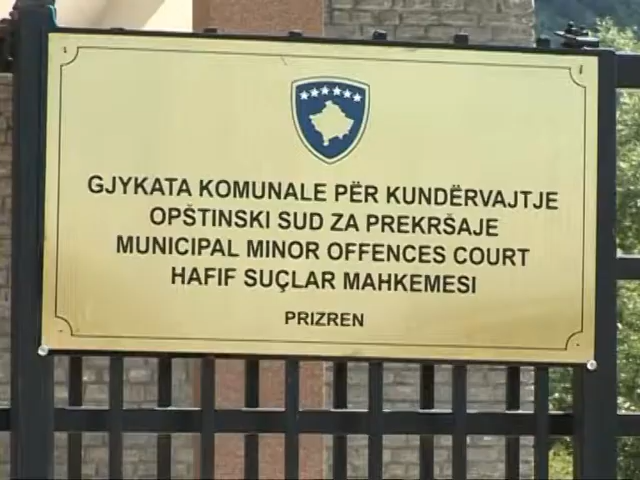 GJYKATA KOMUNALE PËR KUNDËRVAJTJE
OPŠTINSKI SUD ZA PREKRŠAJE
MUNICIPAL MINOR OFFENCES COURT
HAFIF SUÇLAR MAHKEMESI
PRIZREN